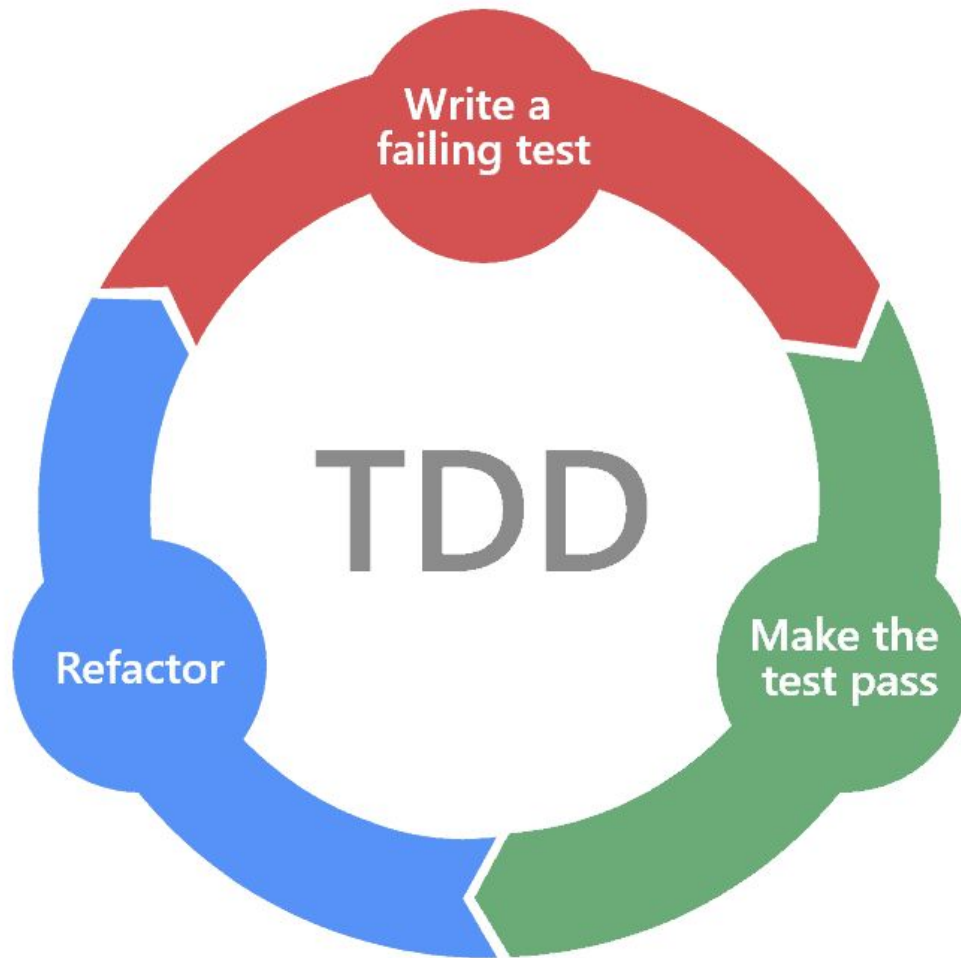 Write a
failing test
TDD
Make the
test pass
Refactor